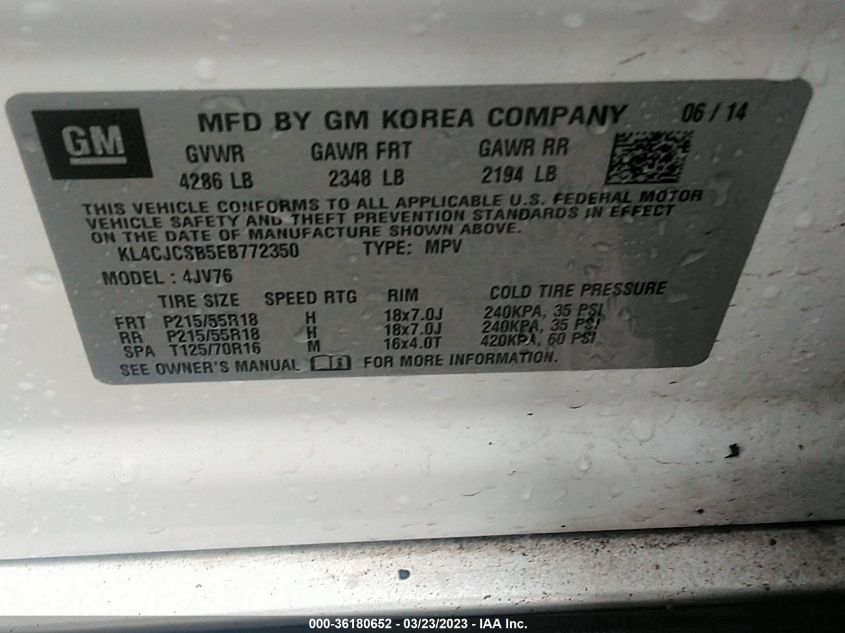 GM
MFD BY GM KOREA COMPANY 06/14
GVWR GAWR FRT GAWR RR
4286 LB 2348 LB 2194 LB
THIS VEHICLE CONFORMS TO ALL APPLICABLE U.S. FEDERAL MOTOR
VEHICLE SAFETY AND THEFT PREVENTION STANDARDS IN EFFECT
ON THE DATE OF MANUFACTURE SHOWN ABOVE.
KL4CJCSB5EB772350 TYPE: MPV
MODEL: 4JV76
TIRE SIZE SPEED RTG RIM COLD TIRE PRESSURE
FRT P215/55R18 H 18x7.0J 240KPA, 35 PSI
RR P215/55R18 H 18x7.0J 240KPA, 35 PSI
SPA T125/70R16 M 16x4.0T 420KPA, 60 PSI
SEE OWNER'S MANUAL FOR MORE INFORMATION.
000-36180652 - 03/23/2023 - IAA Inc.